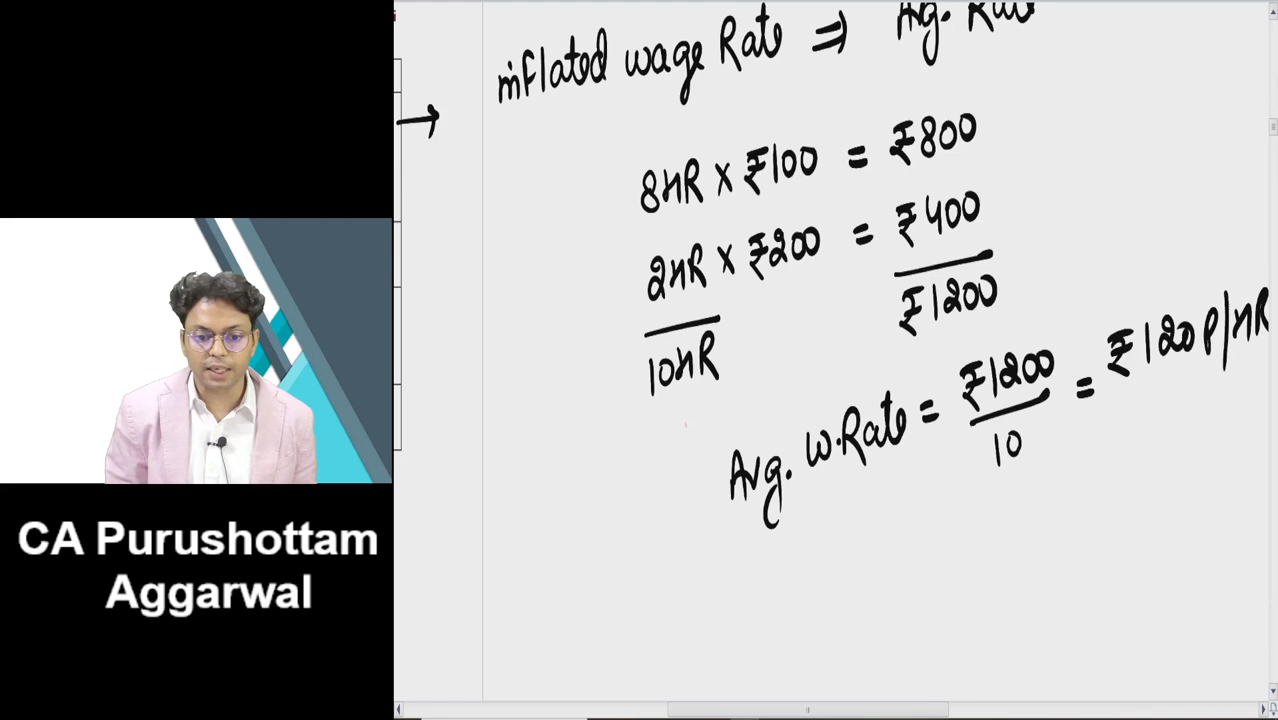 inflated wage Rate ⇒ Avg. Rate
→
8HR × ₹100 = ₹800
2HR × ₹200 = ₹400
10HR ₹1200
Avg. W.Rate = ₹1200/10 = ₹120 P/HR
CA Purushottam
Aggarwal